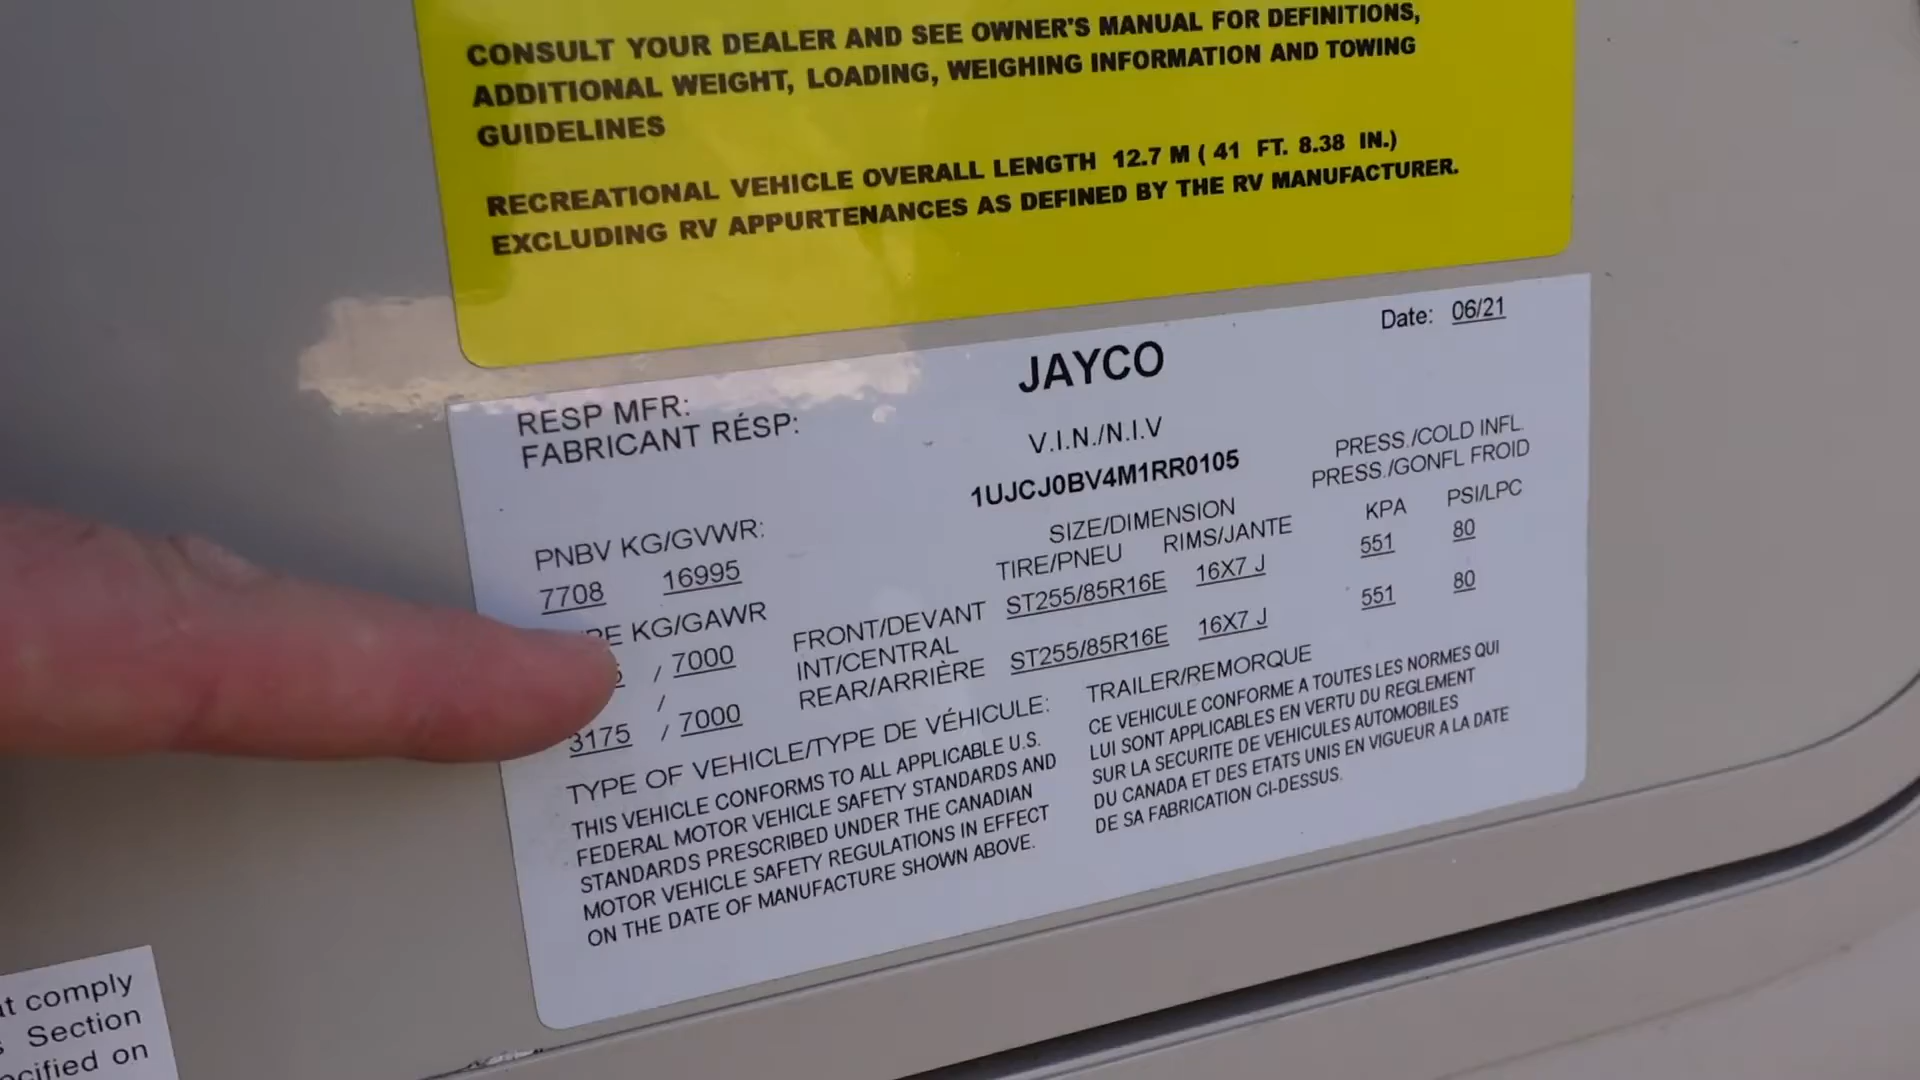 CONSULT YOUR DEALER AND SEE OWNER'S MANUAL FOR DEFINITIONS,
ADDITIONAL WEIGHT, LOADING, WEIGHING INFORMATION AND TOWING
GUIDELINES
RECREATIONAL VEHICLE OVERALL LENGTH 12.7 M ( 41 FT. 8.38 IN.)
EXCLUDING RV APPURTENANCES AS DEFINED BY THE RV MANUFACTURER.
Date: 06/21
JAYCO
RESP MFR:
FABRICANT RÉSP:
V.I.N./N.I.V
1UJCJ0BV4M1RR0105
PRESS./COLD INFL.
PRESS./GONFL FROID
PNBV KG/GVWR:
7708 16995
SIZE/DIMENSION
TIRE/PNEU RIMS/JANTE KPA PSI/LPC
KG/GAWR
/ 7000 FRONT/DEVANT ST255/85R16E 16X7 J 551 80
/ INT/CENTRAL
3175 / 7000 REAR/ARRIÈRE ST255/85R16E 16X7 J 551 80
TYPE OF VEHICLE/TYPE DE VÉHICULE: TRAILER/REMORQUE
THIS VEHICLE CONFORMS TO ALL APPLICABLE U.S.
FEDERAL MOTOR VEHICLE SAFETY STANDARDS AND
STANDARDS PRESCRIBED UNDER THE CANADIAN
MOTOR VEHICLE SAFETY REGULATIONS IN EFFECT
ON THE DATE OF MANUFACTURE SHOWN ABOVE.
CE VEHICULE CONFORME A TOUTES LES NORMES QUI
LUI SONT APPLICABLES EN VERTU DU REGLEMENT
SUR LA SECURITE DE VEHICULES AUTOMOBILES
DU CANADA ET DES ETATS UNIS EN VIGUEUR A LA DATE
DE SA FABRICATION CI-DESSUS.
comply
Section
on